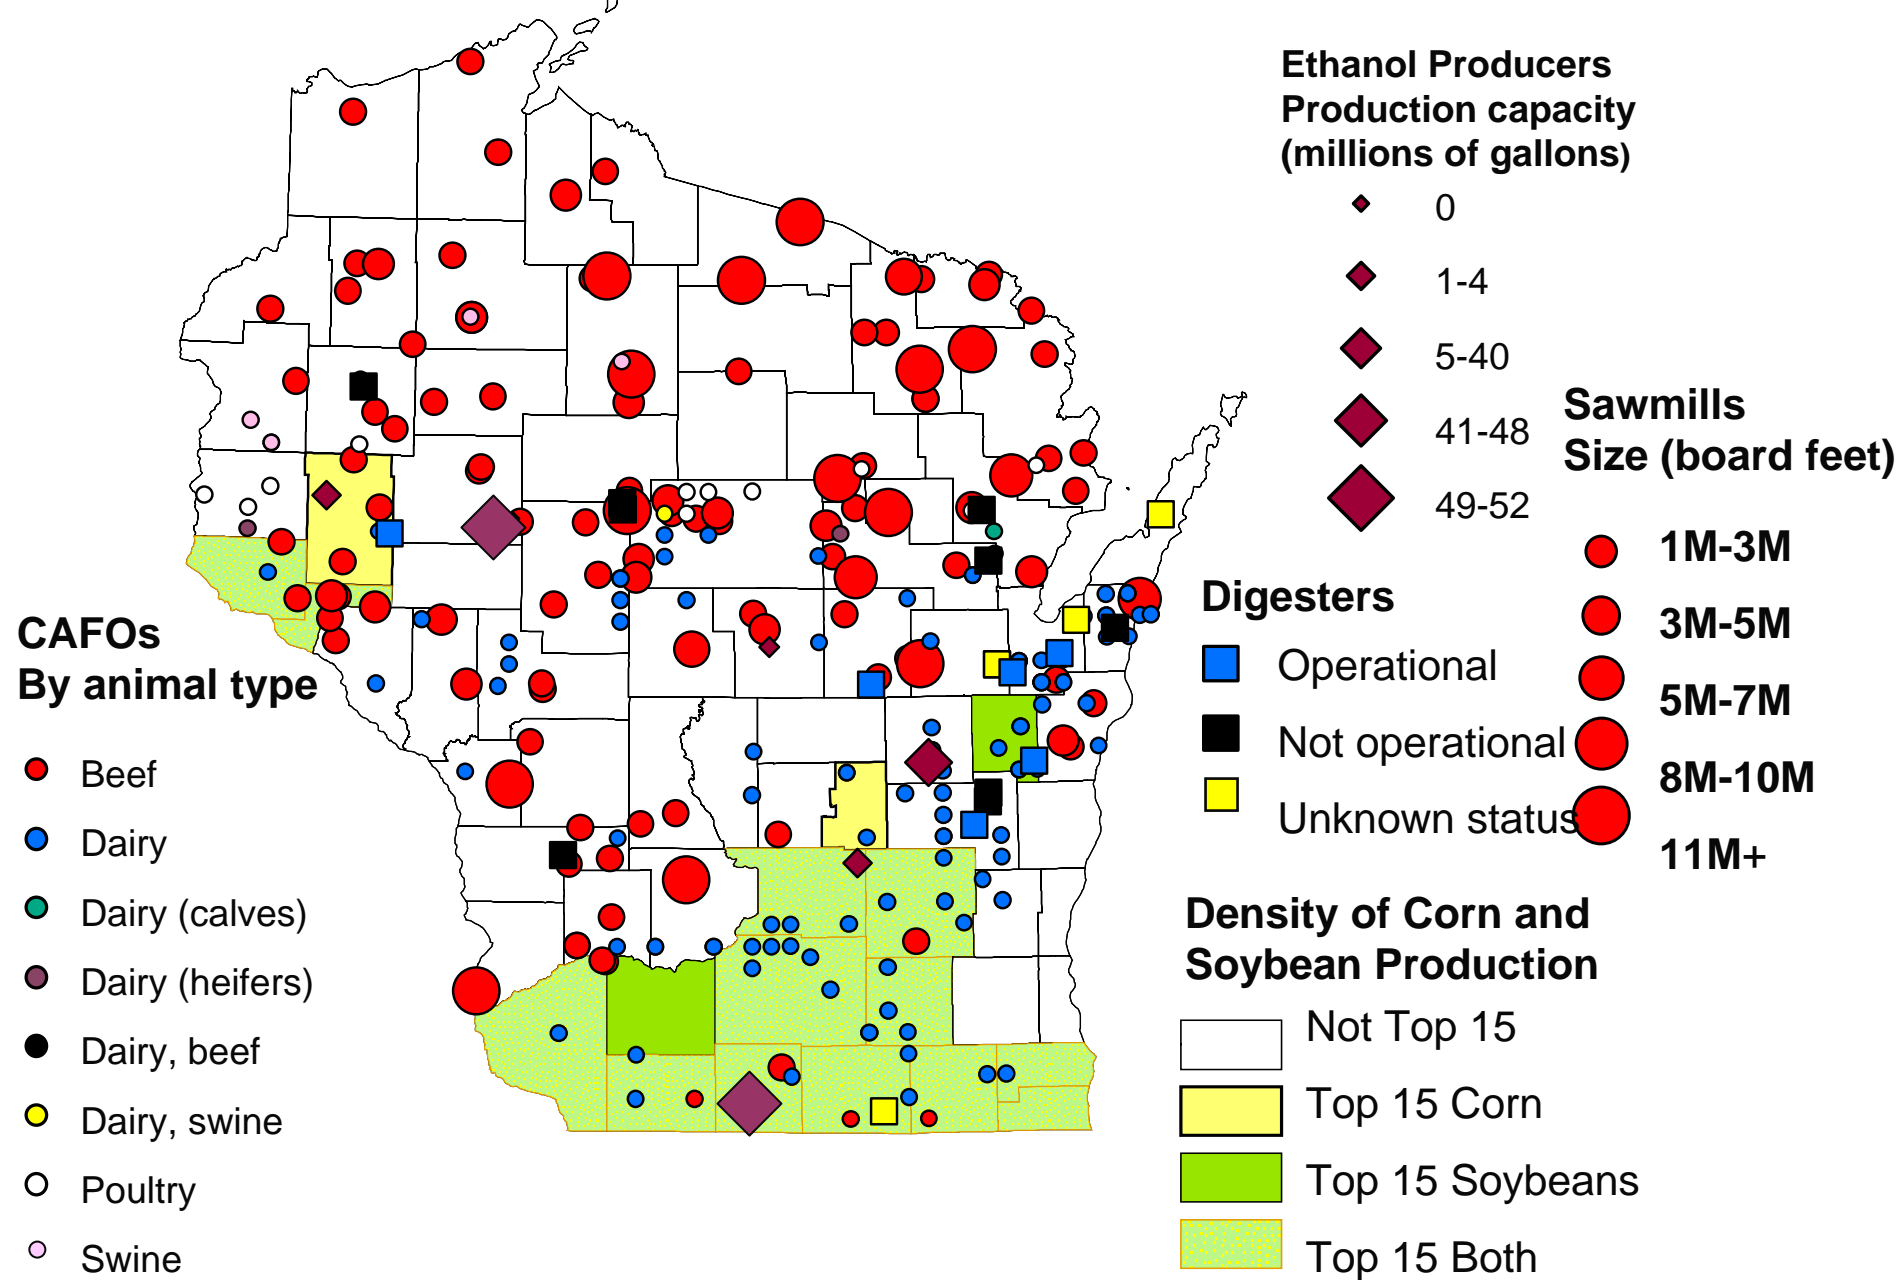 Ethanol Producers
Production capacity
(millions of gallons)
0
1-4
5-40
41-48
49-52
Sawmills
Size (board feet)
1M-3M
3M-5M
5M-7M
8M-10M
11M+
Digesters
Operational
Not operational
Unknown status
CAFOs
By animal type
Beef
Dairy
Dairy (calves)
Dairy (heifers)
Dairy, beef
Dairy, swine
Poultry
Swine
Density of Corn and
Soybean Production
Not Top 15
Top 15 Corn
Top 15 Soybeans
Top 15 Both